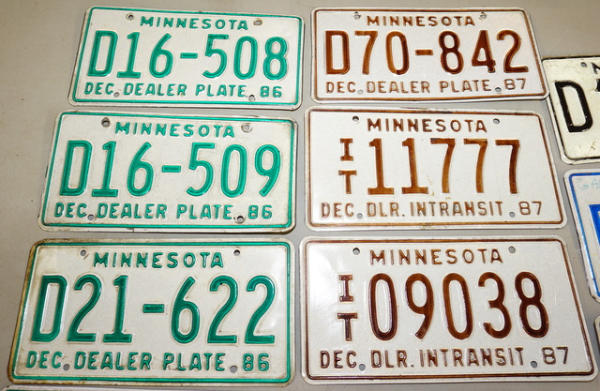 MINNESOTA
D16-508
DEC. DEALER PLATE 86
MINNESOTA
D70-842
DEC. DEALER PLATE. 87
MINNESOTA
D16-509
DEC. DEALER PLATE. 86
MINNESOTA
IT 11777
DEC. DLR. INTRANSIT. 87
MINNESOTA
D21-622
DEC. DEALER PLATE. 86
MINNESOTA
IT 09038
DEC. DLR. INTRANSIT. 87
D